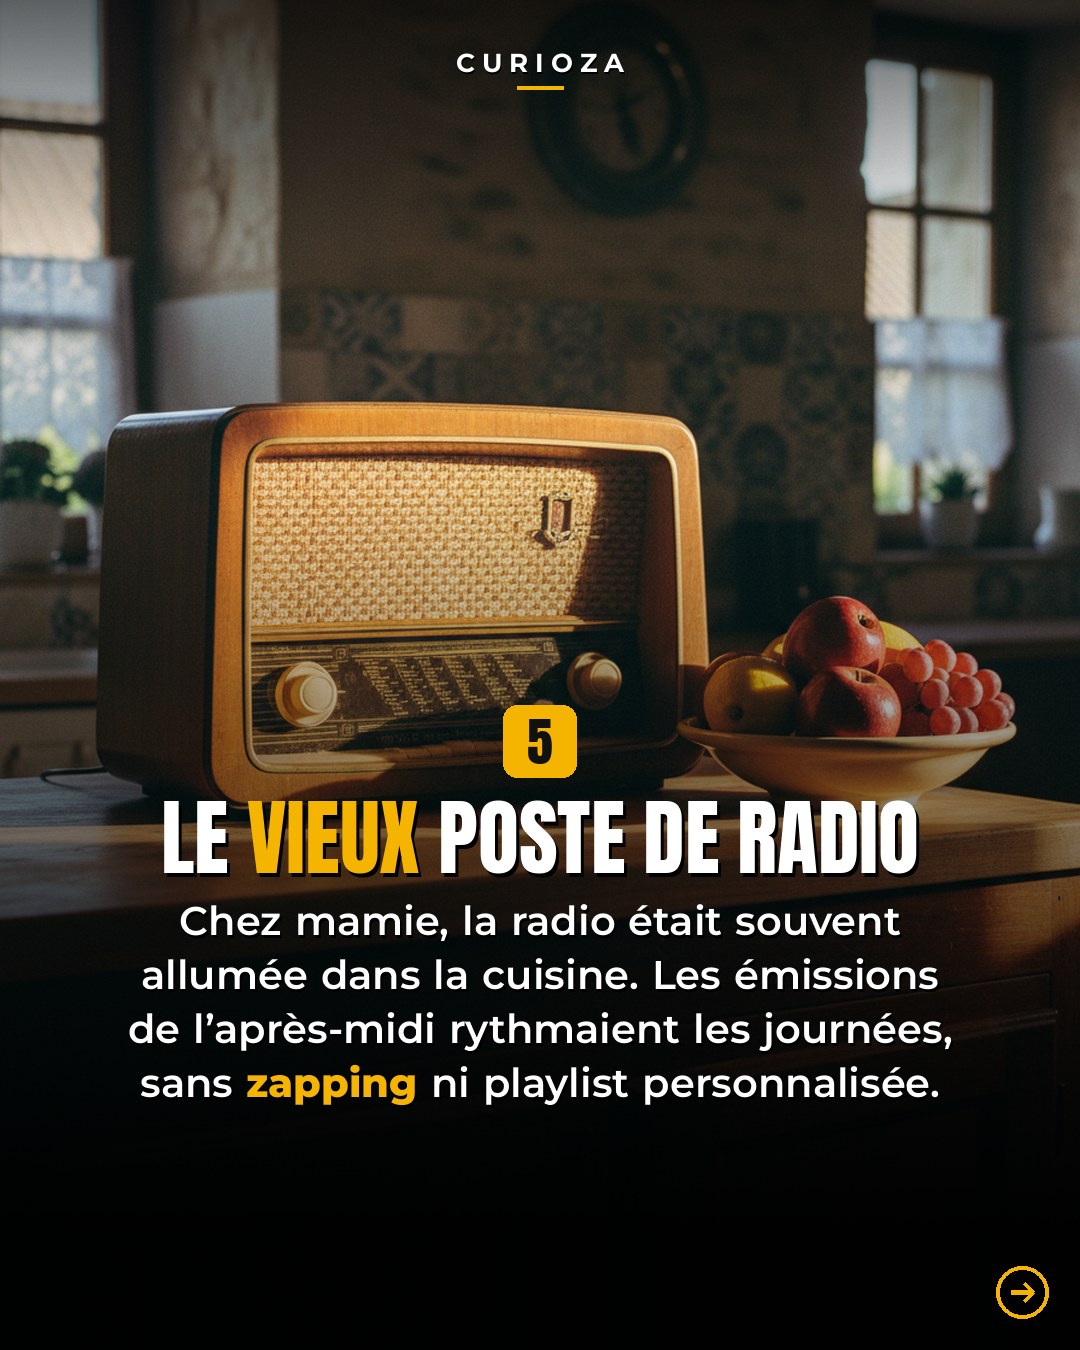 CURIOZA
5
LE VIEUX POSTE DE RADIO
Chez mamie, la radio était souvent
allumée dans la cuisine. Les émissions
de l’après-midi rythmaient les journées,
sans zapping ni playlist personnalisée.